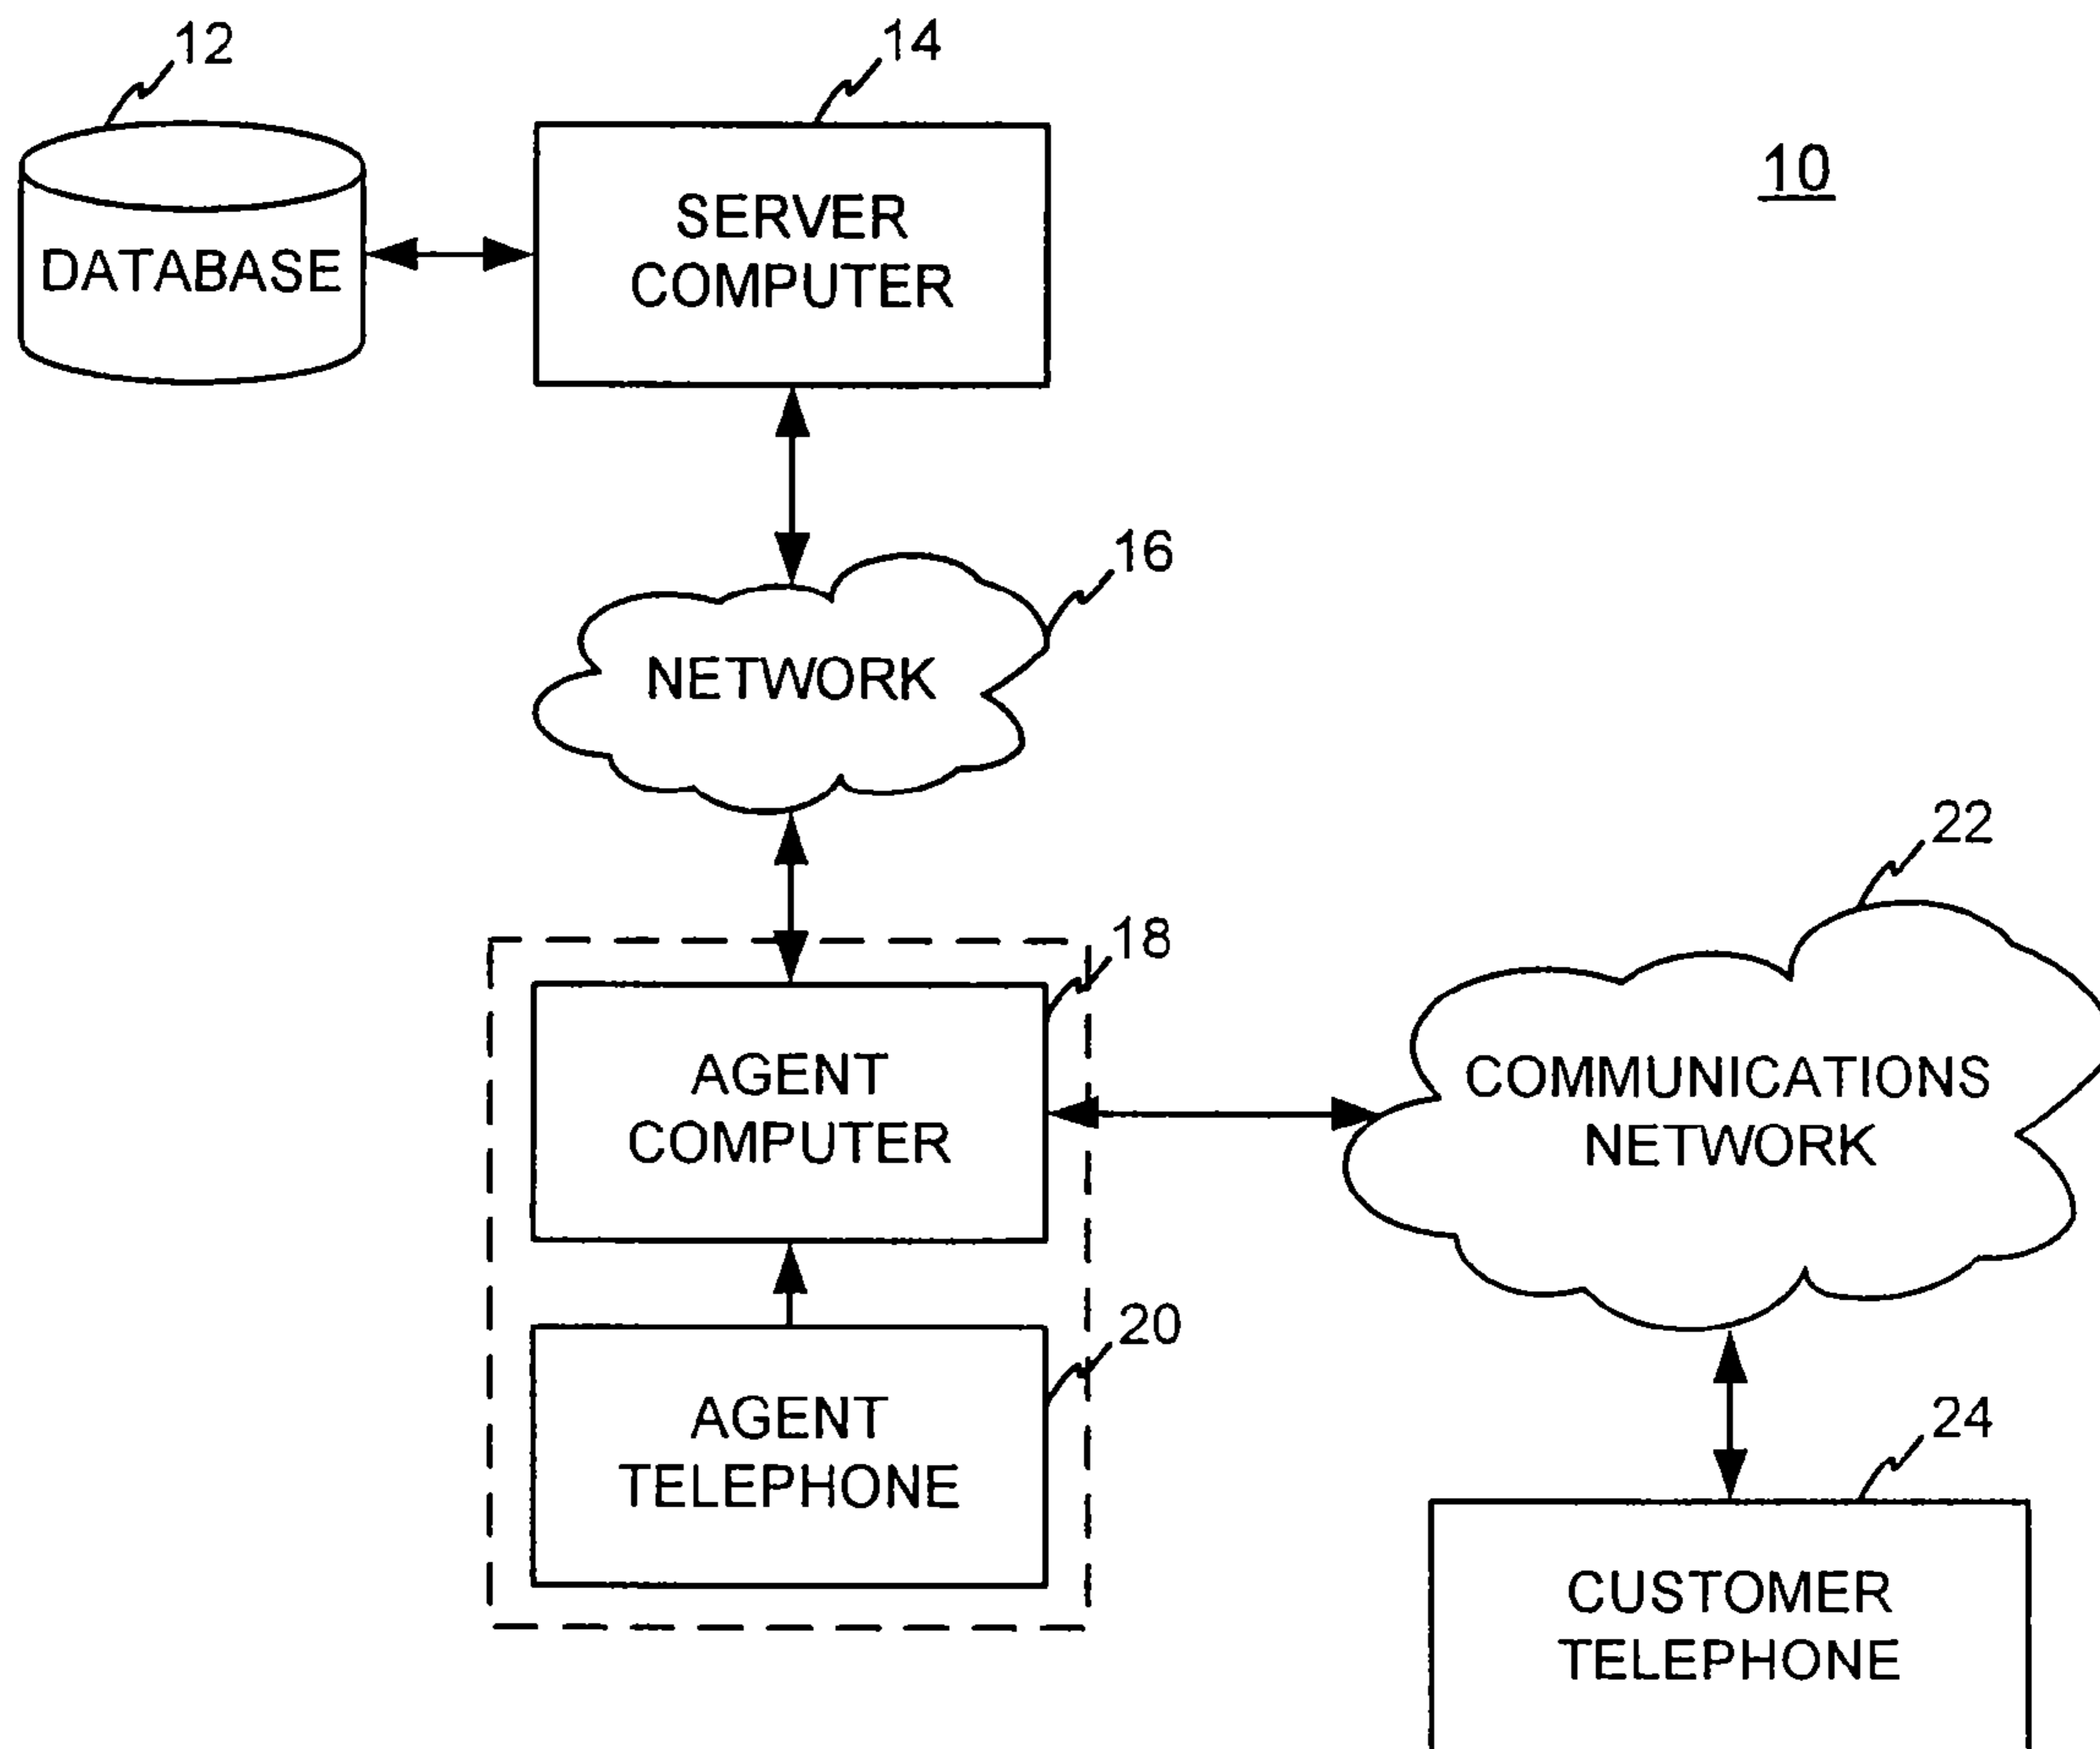 12
14
10
SERVER
COMPUTER
DATABASE
16
NETWORK
22
18
AGENT
COMPUTER
COMMUNICATIONS
NETWORK
20
AGENT
TELEPHONE
24
CUSTOMER
TELEPHONE